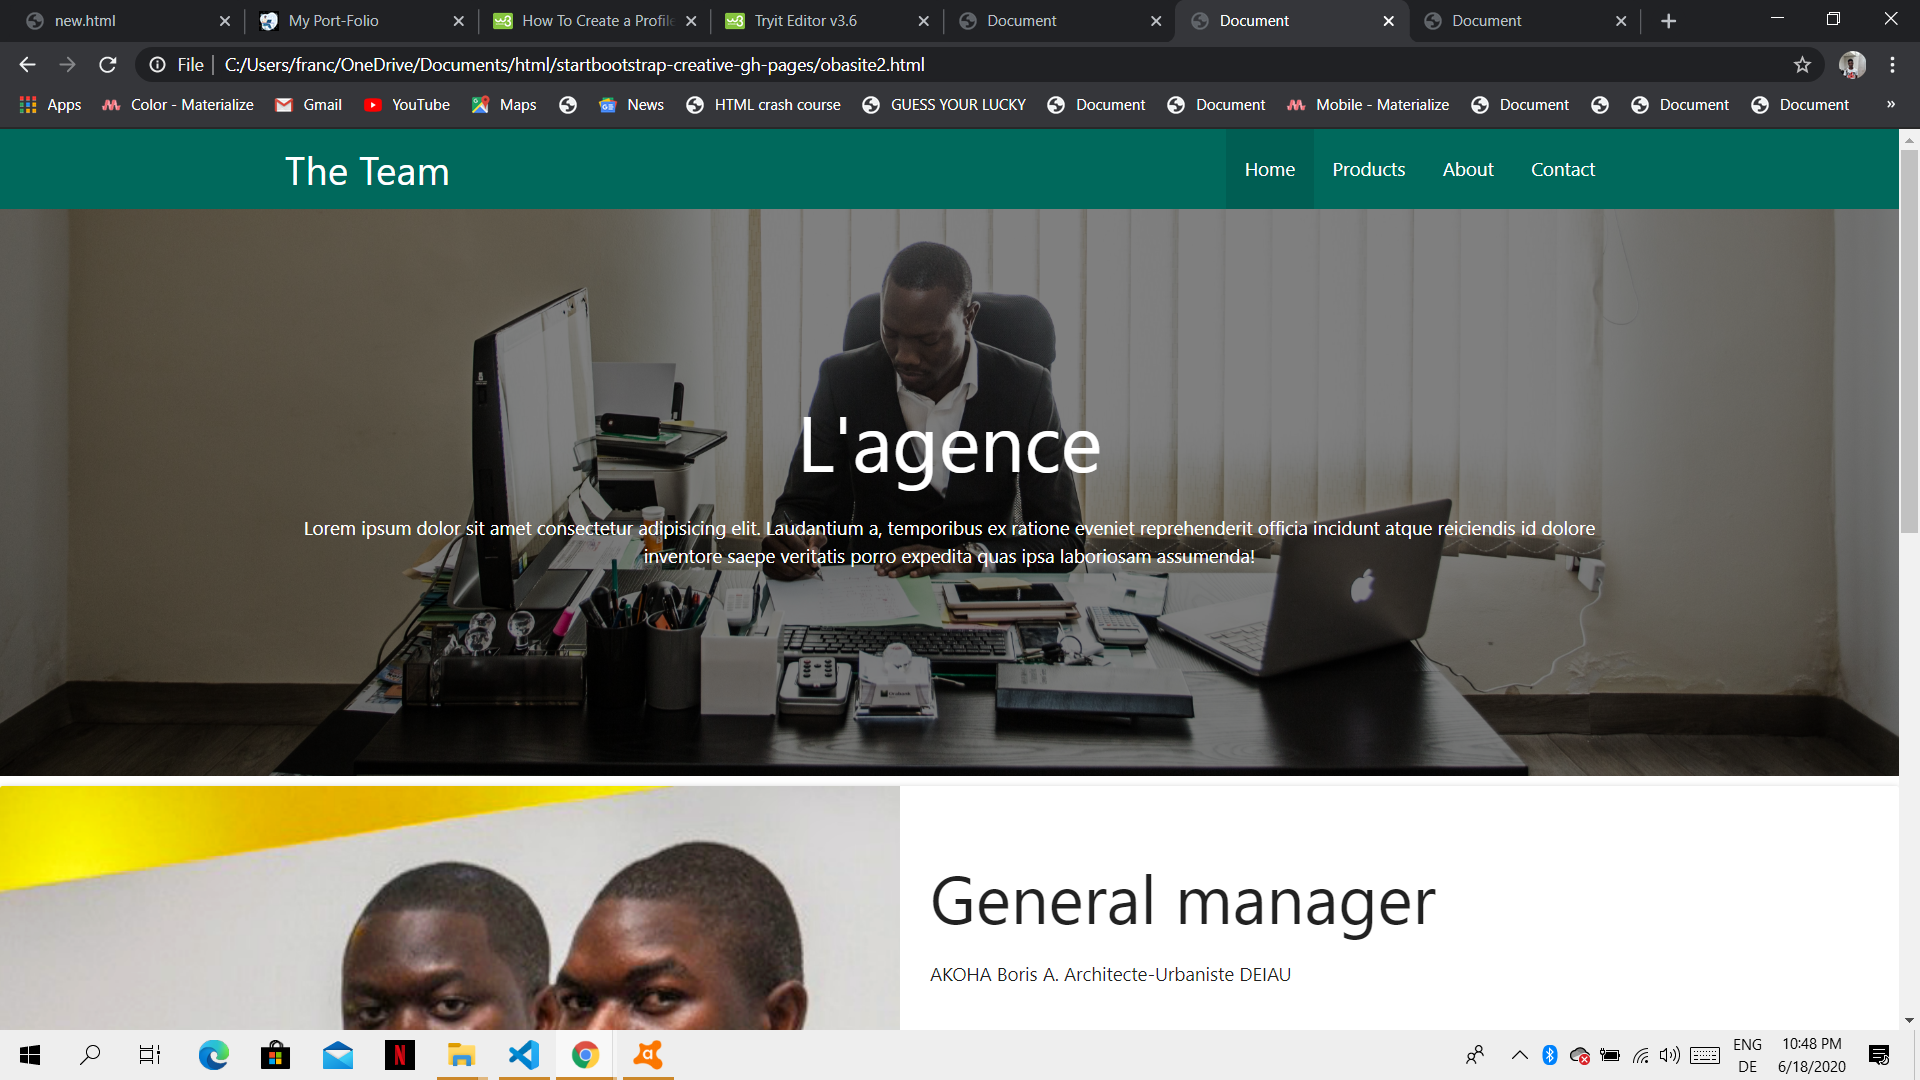 new.html
My Port-Folio
How To Create a Profile
Tryit Editor v3.6
Document
Document
Document
File
C:/Users/franc/OneDrive/Documents/html/startbootstrap-creative-gh-pages/obasite2.html
Apps
Color - Materialize
Gmail
YouTube
Maps
News
HTML crash course
GUESS YOUR LUCKY
Document
Document
Mobile - Materialize
Document
Document
Document
»
The Team
Home
Products
About
Contact
L'agence
Lorem ipsum dolor sit amet consectetur adipisicing elit. Laudantium a, temporibus ex ratione eveniet reprehenderit officia incidunt atque reiciendis id dolore
inventore saepe veritatis porro expedita quas ipsa laboriosam assumenda!
General manager
AKOHA Boris A. Architecte-Urbaniste DEIAU
ENG
DE
10:48 PM
6/18/2020